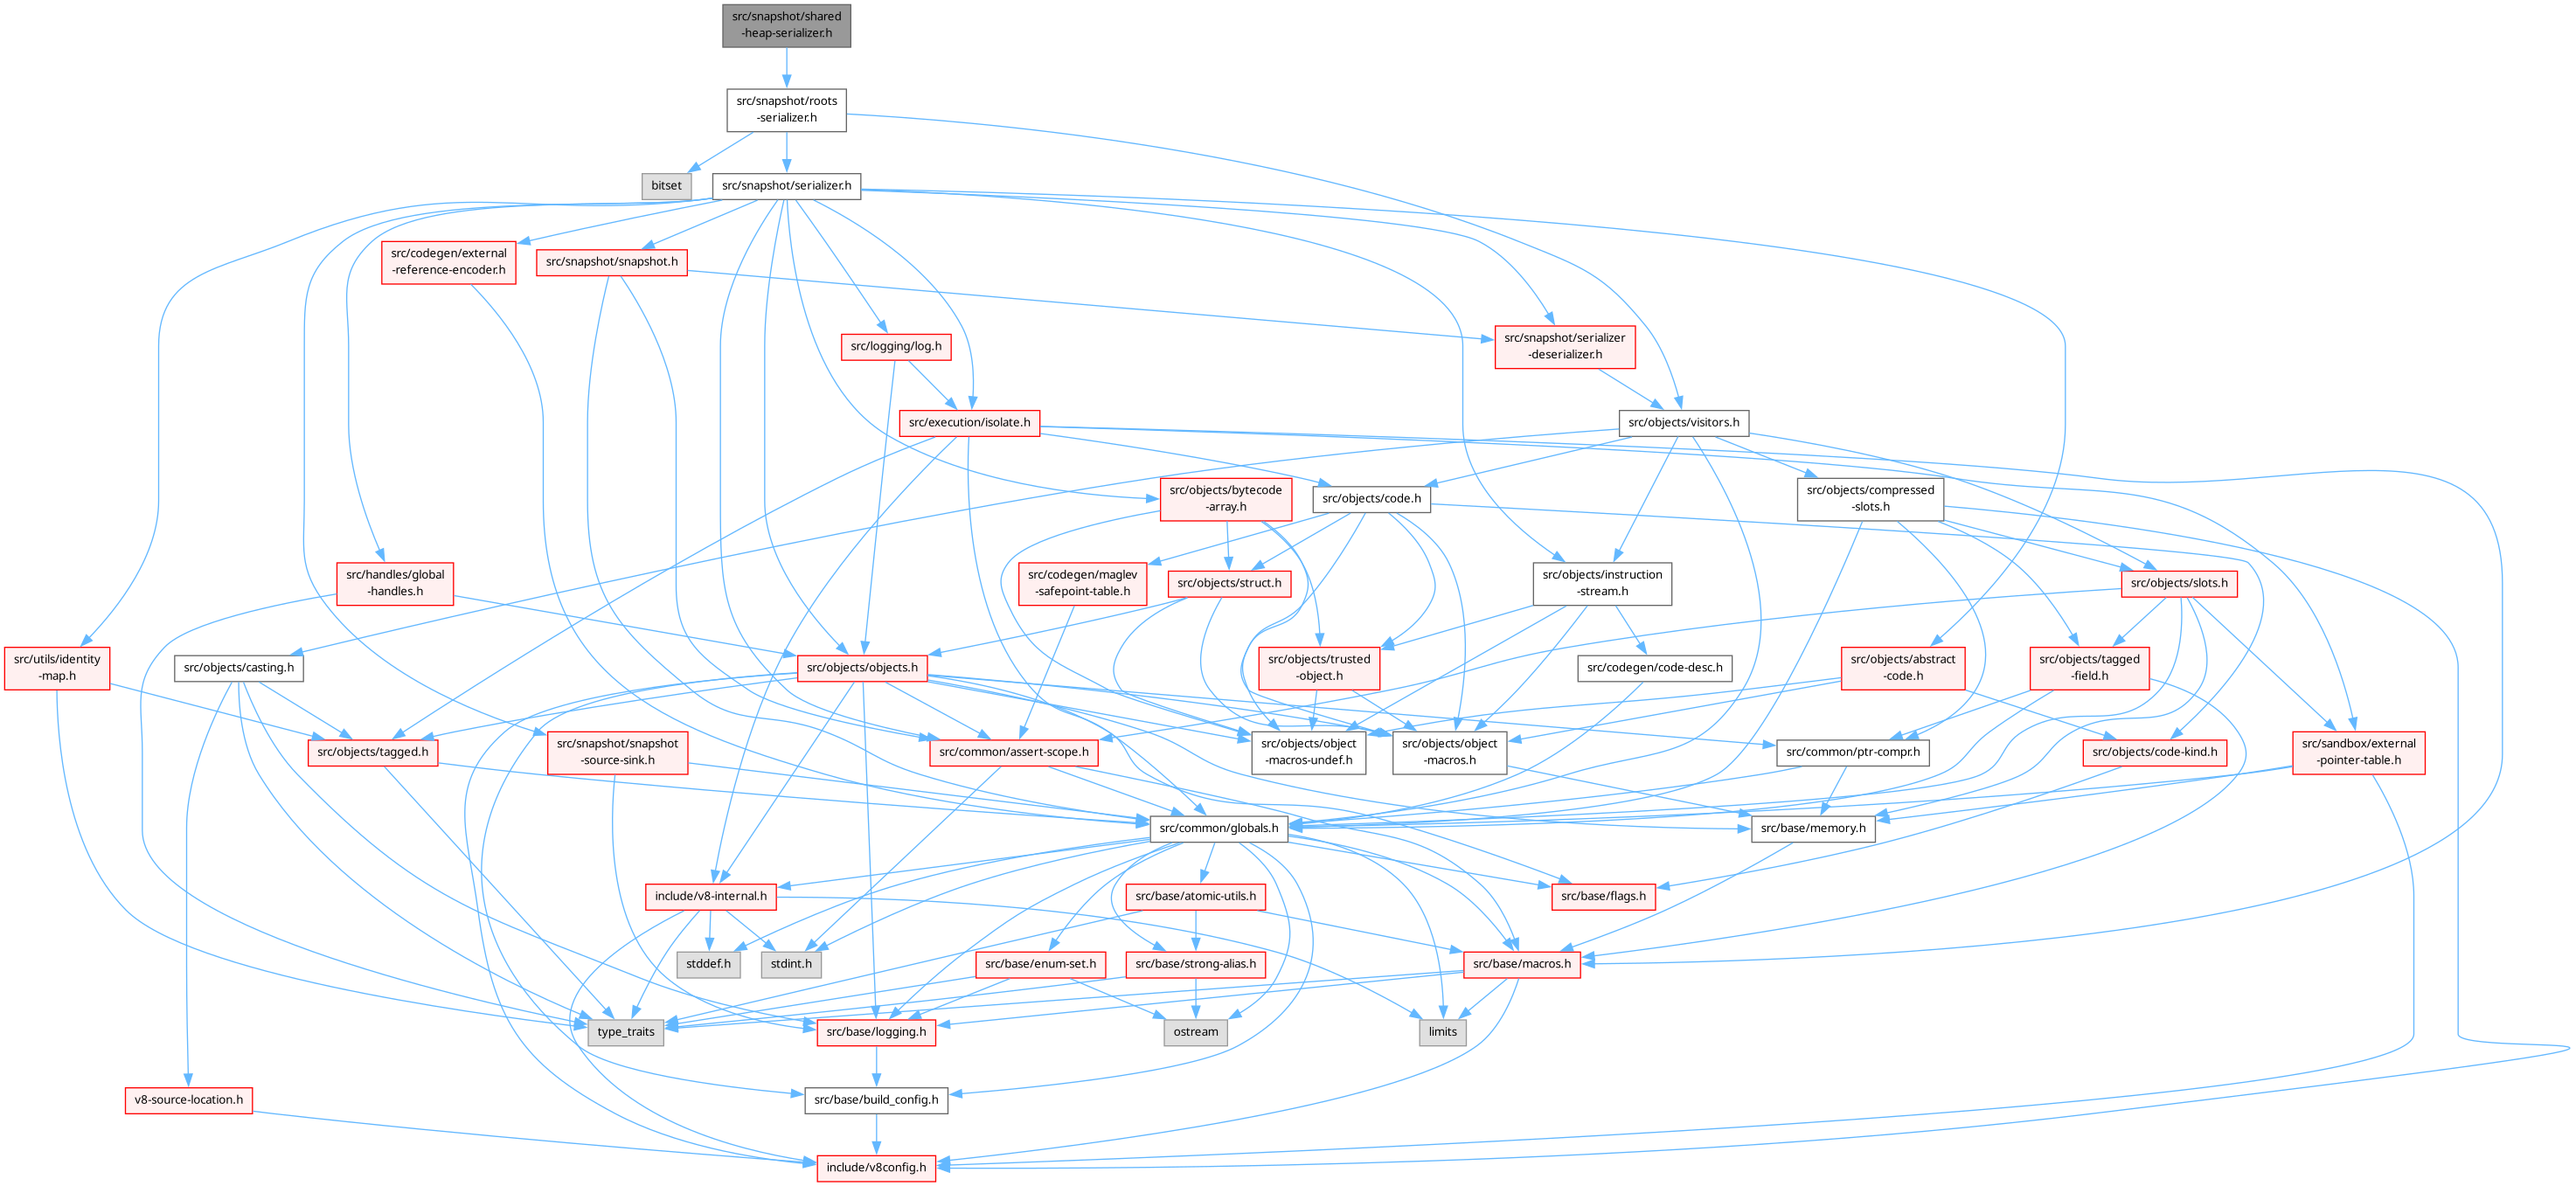 src/snapshot/shared
-heap-serializer.h
src/snapshot/roots
-serializer.h
bitset
src/snapshot/serializer.h
src/codegen/external
-reference-encoder.h
src/snapshot/snapshot.h
src/logging/log.h
src/snapshot/serializer
-deserializer.h
src/execution/isolate.h
src/objects/visitors.h
src/objects/bytecode
-array.h
src/objects/code.h
src/objects/compressed
-slots.h
src/handles/global
-handles.h
src/codegen/maglev
-safepoint-table.h
src/objects/struct.h
src/objects/instruction
-stream.h
src/objects/slots.h
src/utils/identity
-map.h
src/objects/casting.h
src/objects/objects.h
src/objects/trusted
-object.h
src/codegen/code-desc.h
src/objects/abstract
-code.h
src/objects/tagged
-field.h
src/objects/tagged.h
src/snapshot/snapshot
-source-sink.h
src/common/assert-scope.h
src/objects/object
-macros-undef.h
src/objects/object
-macros.h
src/common/ptr-compr.h
src/objects/code-kind.h
src/sandbox/external
-pointer-table.h
src/common/globals.h
src/base/memory.h
include/v8-internal.h
src/base/atomic-utils.h
src/base/flags.h
stddef.h
stdint.h
src/base/enum-set.h
src/base/strong-alias.h
src/base/macros.h
type_traits
src/base/logging.h
ostream
limits
v8-source-location.h
src/base/build_config.h
include/v8config.h